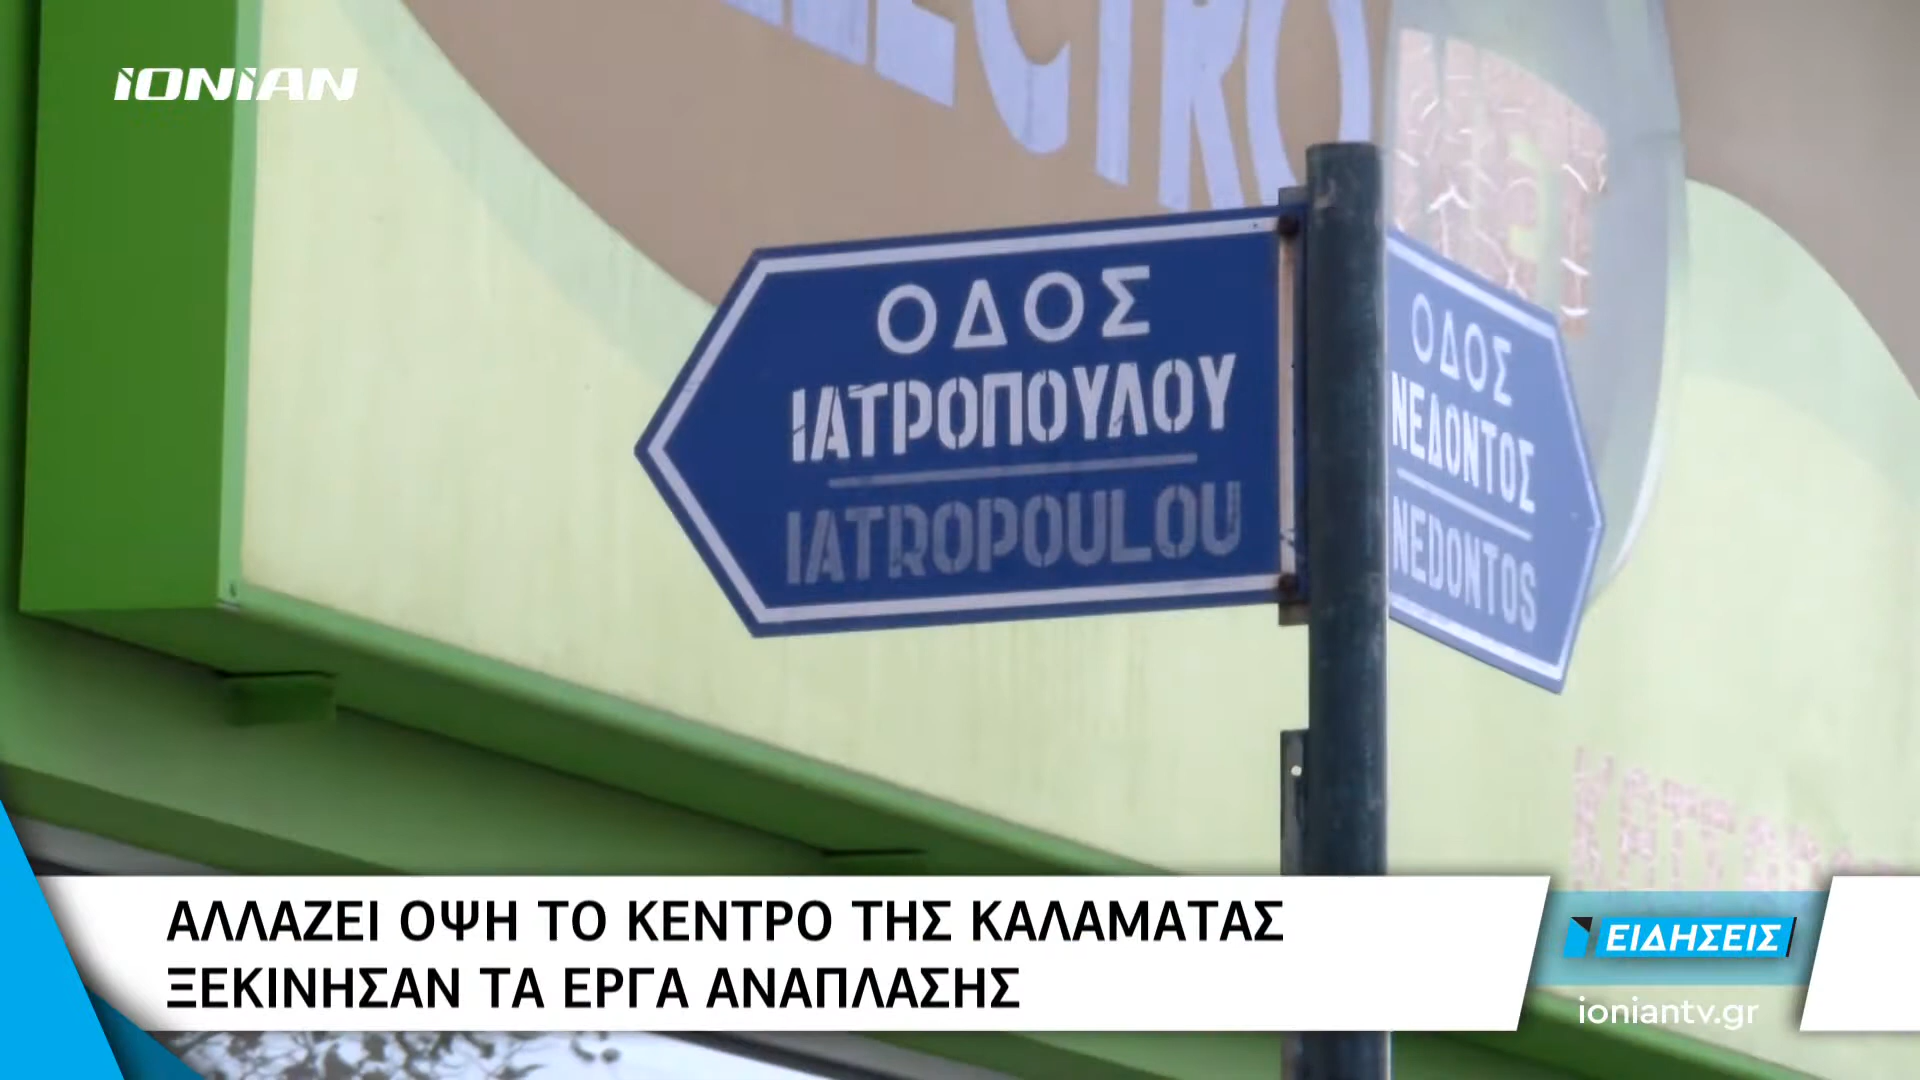 IONIAN
ECTRO
ΟΔΟΣ
ΙΑΤΡΟΠΟΥΛΟΥ
IATROPOULOU
ΟΔΟΣ
ΝΕΔΟΝΤΟΣ
NEDONTOS
ΑΛΛΑΖΕΙ ΟΨΗ ΤΟ ΚΕΝΤΡΟ ΤΗΣ ΚΑΛΑΜΑΤΑΣ
ΞΕΚΙΝΗΣΑΝ ΤΑ ΕΡΓΑ ΑΝΑΠΛΑΣΗΣ
ΕΙΔΗΣΕΙΣ
ioniantv.gr